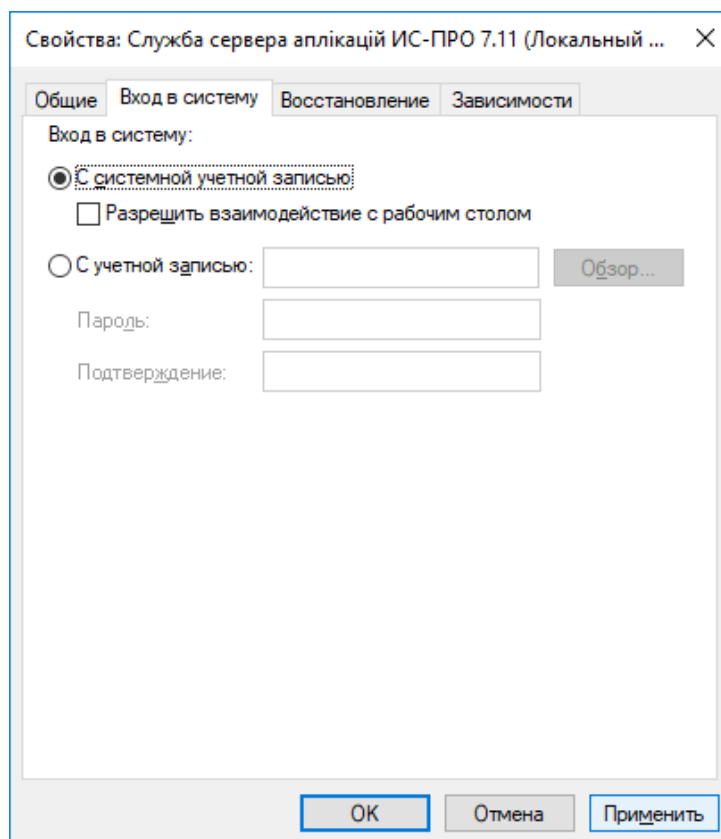 Свойства: Служба сервера аплікацій ИС-ПРО 7.11 (Локальный ...
Общие Вход в систему Восстановление Зависимости
Вход в систему:
С системной учетной записью
Разрешить взаимодействие с рабочим столом
С учетной записью: Обзор...
Пароль:
Подтверждение:
OK Отмена Применить